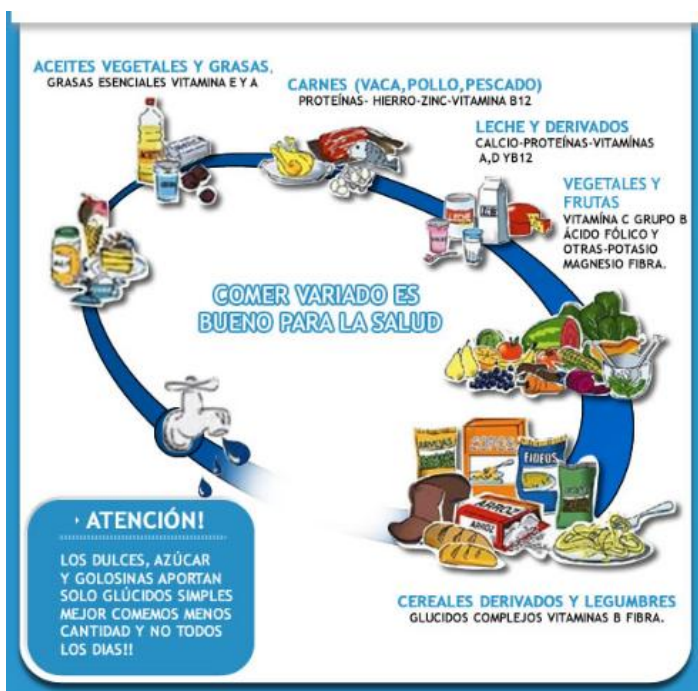 ACEITES VEGETALES Y GRASAS.
GRASAS ESENCIALES VITAMINA E Y A
CARNES (VACA,POLLO,PESCADO)
PROTEÍNAS- HIERRO-ZINC-VITAMINA B12
LECHE Y DERIVADOS
CALCIO-PROTEÍNAS-VITAMÍNAS
A,D YB12
VEGETALES Y
FRUTAS
VITAMÍNA C GRUPO B
ÁCIDO FÓLICO Y
OTRAS-POTASIO
MAGNESIO FIBRA.
LECHE
COMER VARIADO ES
BUENO PARA LA SALUD
ARVEJAS
FIDEOS
ARROZ
ARROZ
· ATENCIÓN!
LOS DULCES, AZÚCAR
Y GOLOSINAS APORTAN
SOLO GLÚCIDOS SIMPLES
MEJOR COMEMOS MENOS
CANTIDAD Y NO TODOS
LOS DIAS!!
CEREALES DERIVADOS Y LEGUMBRES
GLUCIDOS COMPLEJOS VITAMINAS B FIBRA.